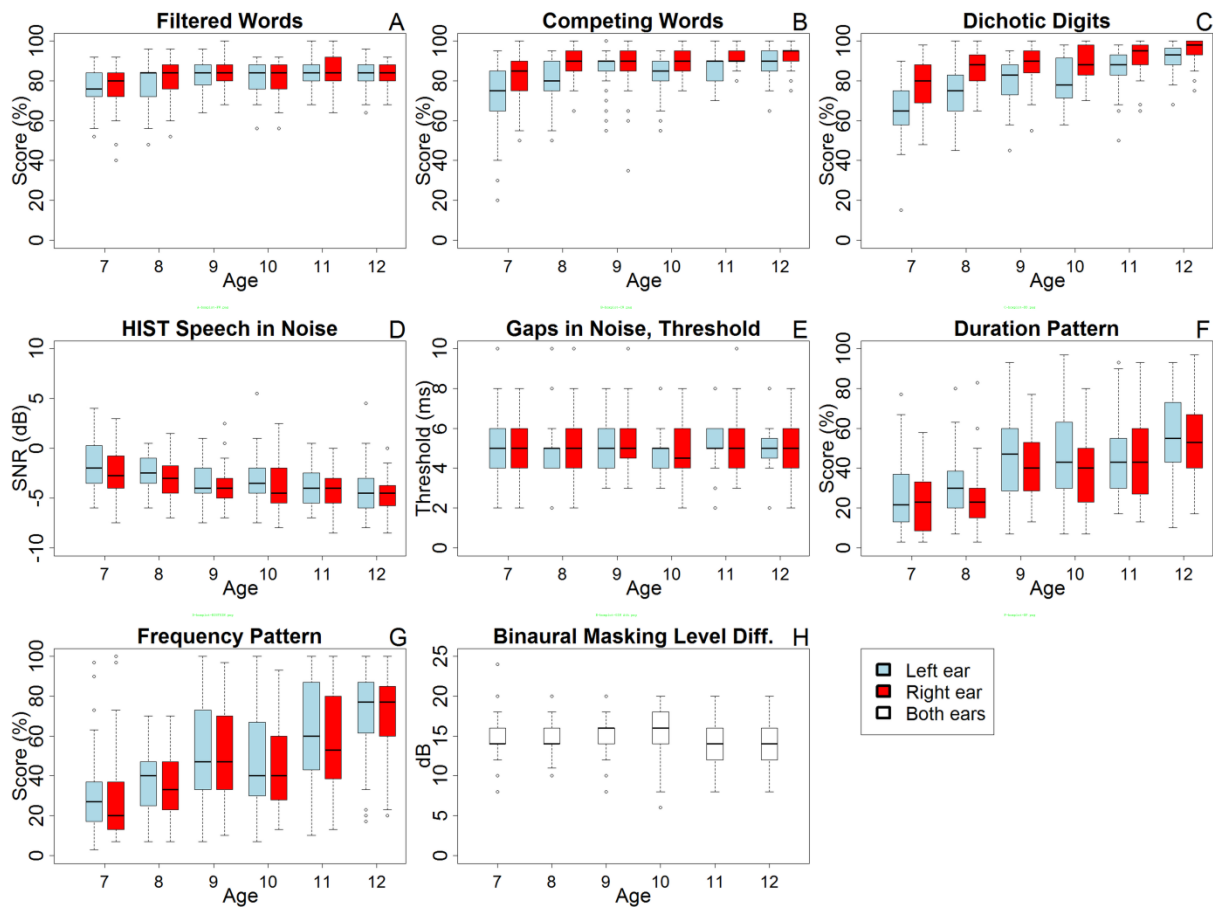 Filtered Words A
Score (%)
0 20 40 60 80 100
7 8 9 10 11 12
Age
Competing Words B
Score (%)
0 20 40 60 80 100
7 8 9 10 11 12
Age
Dichotic Digits C
Score (%)
0 20 40 60 80 100
7 8 9 10 11 12
Age
HIST Speech in Noise D
SNR (dB)
-10 -5 0 5 10
7 8 9 10 11 12
Age
Gaps in Noise, Threshold E
Threshold (ms)
0 2 4 6 8 10
7 8 9 10 11 12
Age
Duration Pattern F
Score (%)
0 20 40 60 80 100
7 8 9 10 11 12
Age
Frequency Pattern G
Score (%)
0 20 40 60 80 100
7 8 9 10 11 12
Age
Binaural Masking Level Diff. H
dB
0 5 10 15 20 25
7 8 9 10 11 12
Age
Left ear
Right ear
Both ears